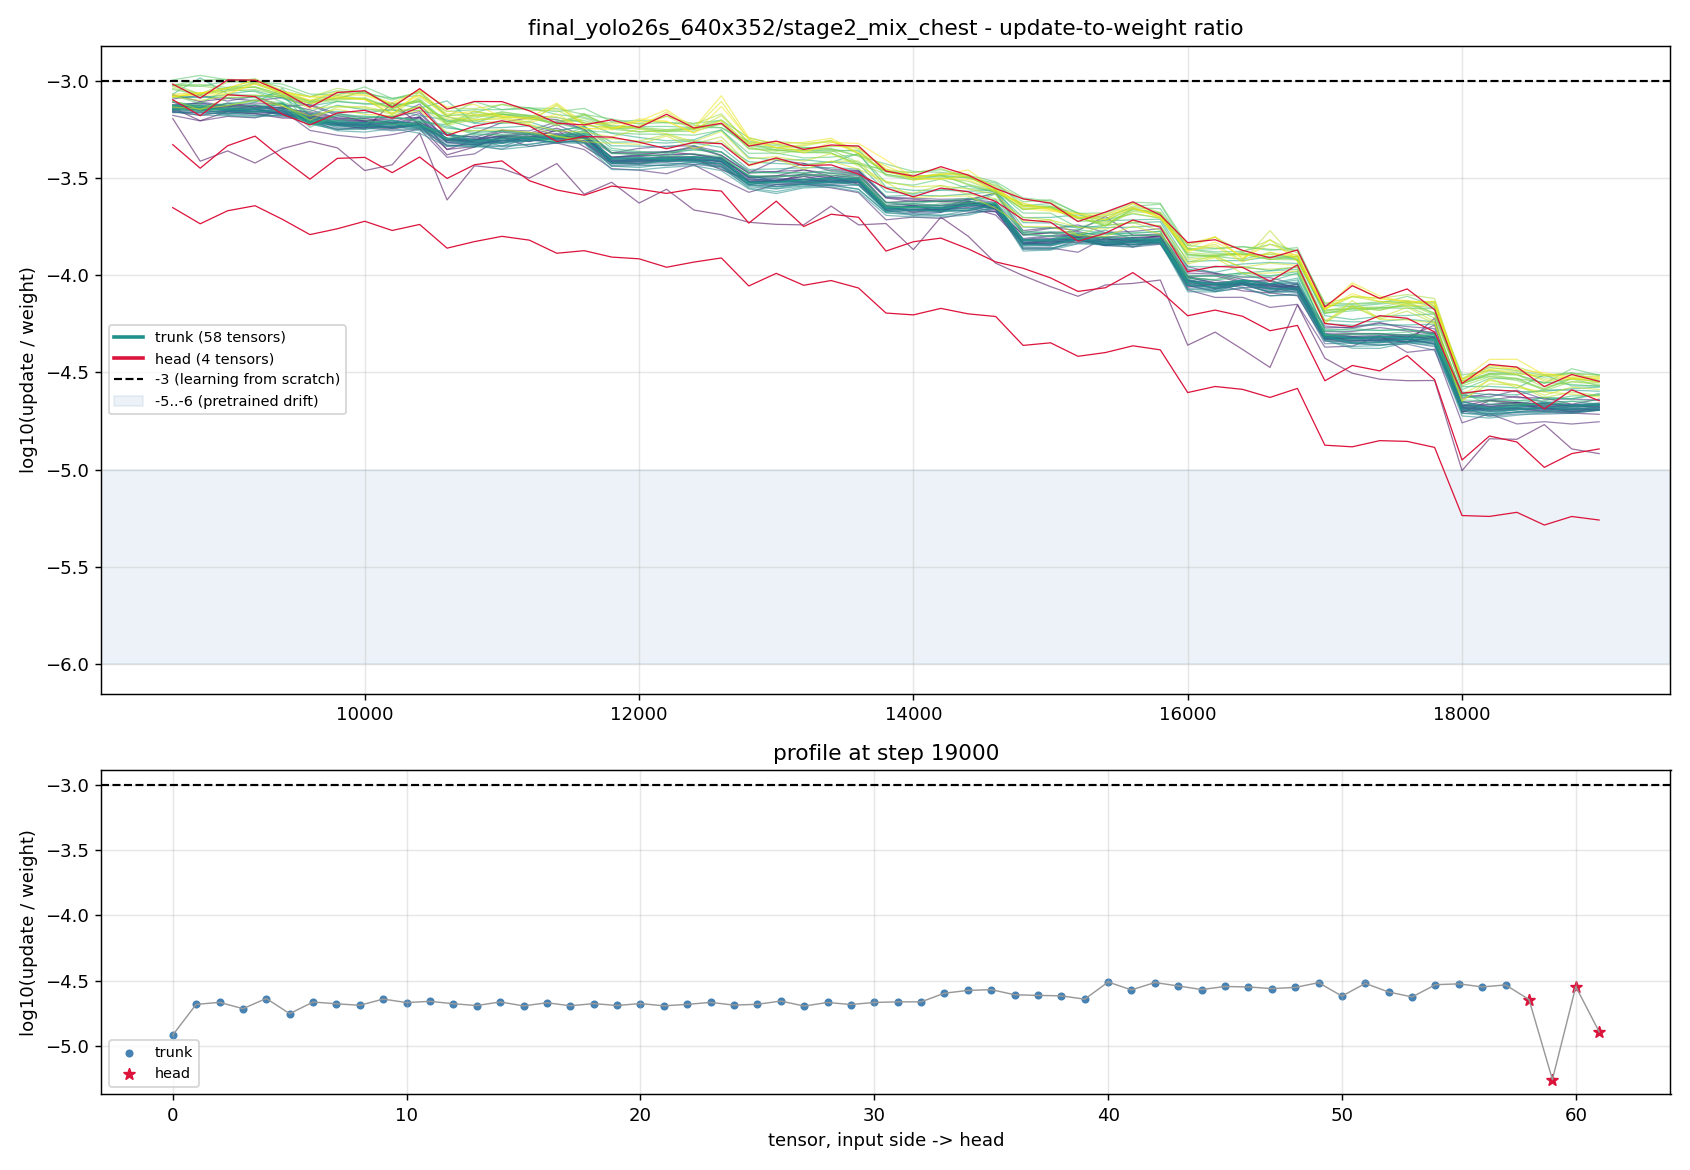 final_yolo26s_640x352/stage2_mix_chest - update-to-weight ratio
log10(update / weight)
−3.0
−3.5
−4.0
−4.5
−5.0
−5.5
−6.0
trunk (58 tensors)
head (4 tensors)
-3 (learning from scratch)
-5..-6 (pretrained drift)
10000
12000
14000
16000
18000
profile at step 19000
log10(update / weight)
−3.0
−3.5
−4.0
−4.5
−5.0
trunk
head
0
10
20
30
40
50
60
tensor, input side -> head